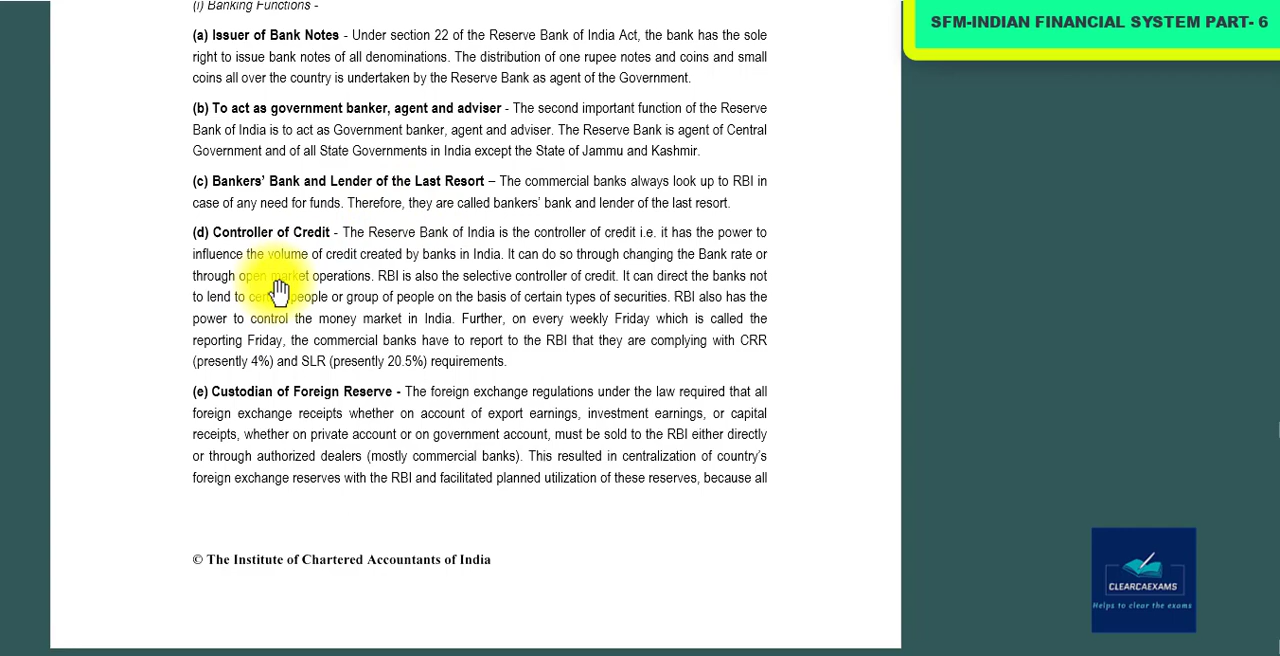 (i) Banking Functions -
SFM-INDIAN FINANCIAL SYSTEM PART- 6
(a) Issuer of Bank Notes - Under section 22 of the Reserve Bank of India Act, the bank has the sole
right to issue bank notes of all denominations. The distribution of one rupee notes and coins and small
coins all over the country is undertaken by the Reserve Bank as agent of the Government.
(b) To act as government banker, agent and adviser - The second important function of the Reserve
Bank of India is to act as Government banker, agent and adviser. The Reserve Bank is agent of Central
Government and of all State Governments in India except the State of Jammu and Kashmir.
(c) Bankers' Bank and Lender of the Last Resort – The commercial banks always look up to RBI in
case of any need for funds. Therefore, they are called bankers' bank and lender of the last resort.
(d) Controller of Credit - The Reserve Bank of India is the controller of credit i.e. it has the power to
influence the volume of credit created by banks in India. It can do so through changing the Bank rate or
through open market operations. RBI is also the selective controller of credit. It can direct the banks not
to lend to people or group of people on the basis of certain types of securities. RBI also has the
power to control the money market in India. Further, on every weekly Friday which is called the
reporting Friday, the commercial banks have to report to the RBI that they are complying with CRR
(presently 4%) and SLR (presently 20.5%) requirements.
(e) Custodian of Foreign Reserve - The foreign exchange regulations under the law required that all
foreign exchange receipts whether on account of export earnings, investment earnings, or capital
receipts, whether on private account or on government account, must be sold to the RBI either directly
or through authorized dealers (mostly commercial banks). This resulted in centralization of country's
foreign exchange reserves with the RBI and facilitated planned utilization of these reserves, because all
© The Institute of Chartered Accountants of India
CLEARCAEXAMS
Helps to clear the exams